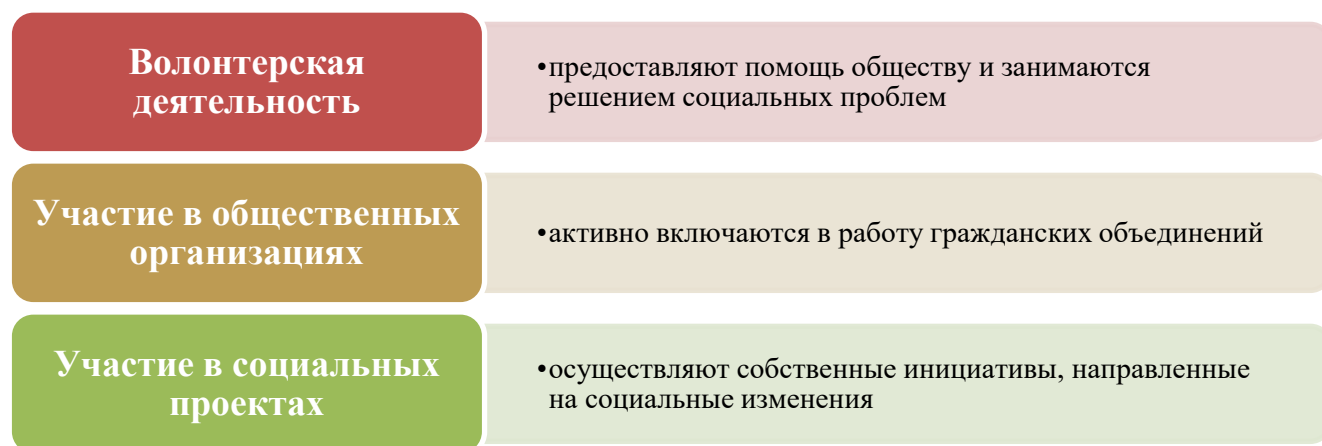 Волонтерская
деятельность
•предоставляют помощь обществу и занимаются
решением социальных проблем
Участие в общественных
организациях
•активно включаются в работу гражданских объединений
Участие в социальных
проектах
•осуществляют собственные инициативы, направленные
на социальные изменения